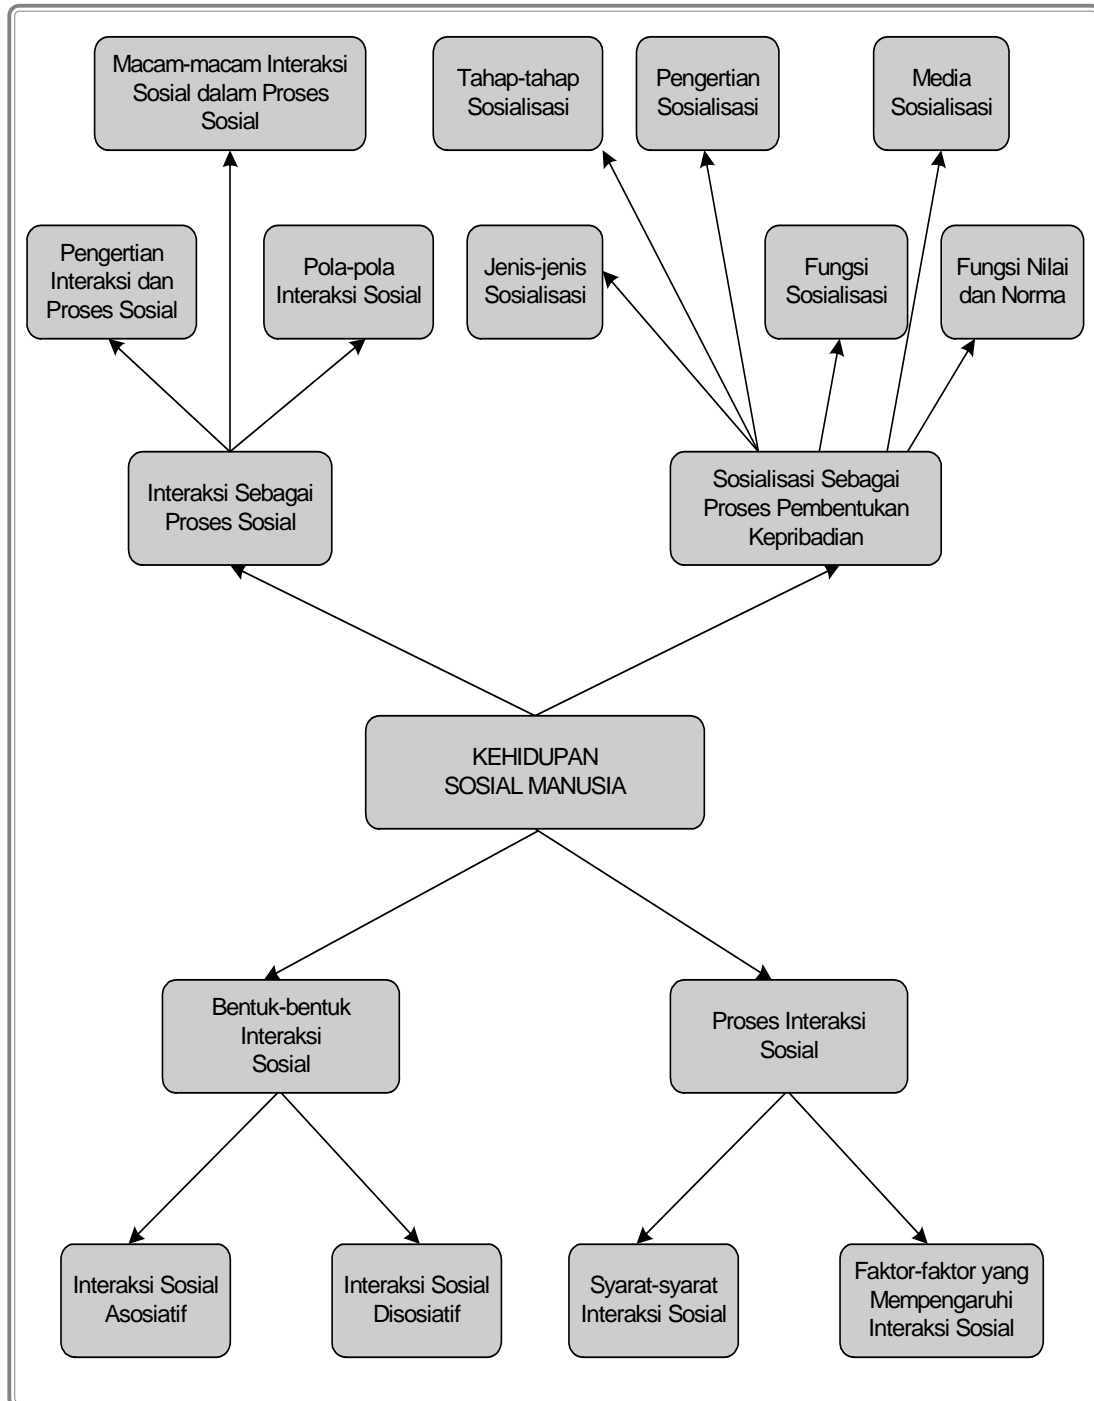 Macam-macam Interaksi
Sosial dalam Proses
Sosial
Tahap-tahap
Sosialisasi
Pengertian
Sosialisasi
Media
Sosialisasi
Pengertian
Interaksi dan
Proses Sosial
Pola-pola
Interaksi Sosial
Jenis-jenis
Sosialisasi
Fungsi
Sosialisasi
Fungsi Nilai
dan Norma
Interaksi Sebagai
Proses Sosial
Sosialisasi Sebagai
Proses Pembentukan
Kepribadian
KEHIDUPAN
SOSIAL MANUSIA
Bentuk-bentuk
Interaksi
Sosial
Proses Interaksi
Sosial
Interaksi Sosial
Asosiatif
Interaksi Sosial
Disosiatif
Syarat-syarat
Interaksi Sosial
Faktor-faktor yang
Mempengaruhi
Interaksi Sosial